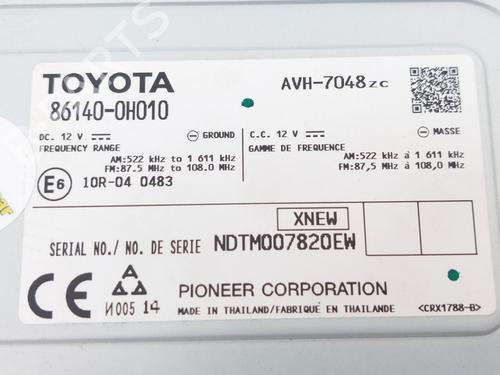 TOYOTA
86140-0H010
AVH-7048zc
DC. 12 V
GROUND
FREQUENCY RANGE
AM:522 kHz to 1 611 kHz
FM:87.5 MHz to 108.0 MHz
C.C. 12 V
MASSE
GAMME DE FREQUENCE
AM:522 kHz à 1 611 kHz
FM:87,5 MHz à 108,0 MHz
E6 10R-04 0483
XNEW
SERIAL NO./ NO. DE SERIE NDTM007820EW
CE
A
И005 14
PIONEER CORPORATION
MADE IN THAILAND/FABRIQUÉ EN THAILANDE
<CRX1788-B>